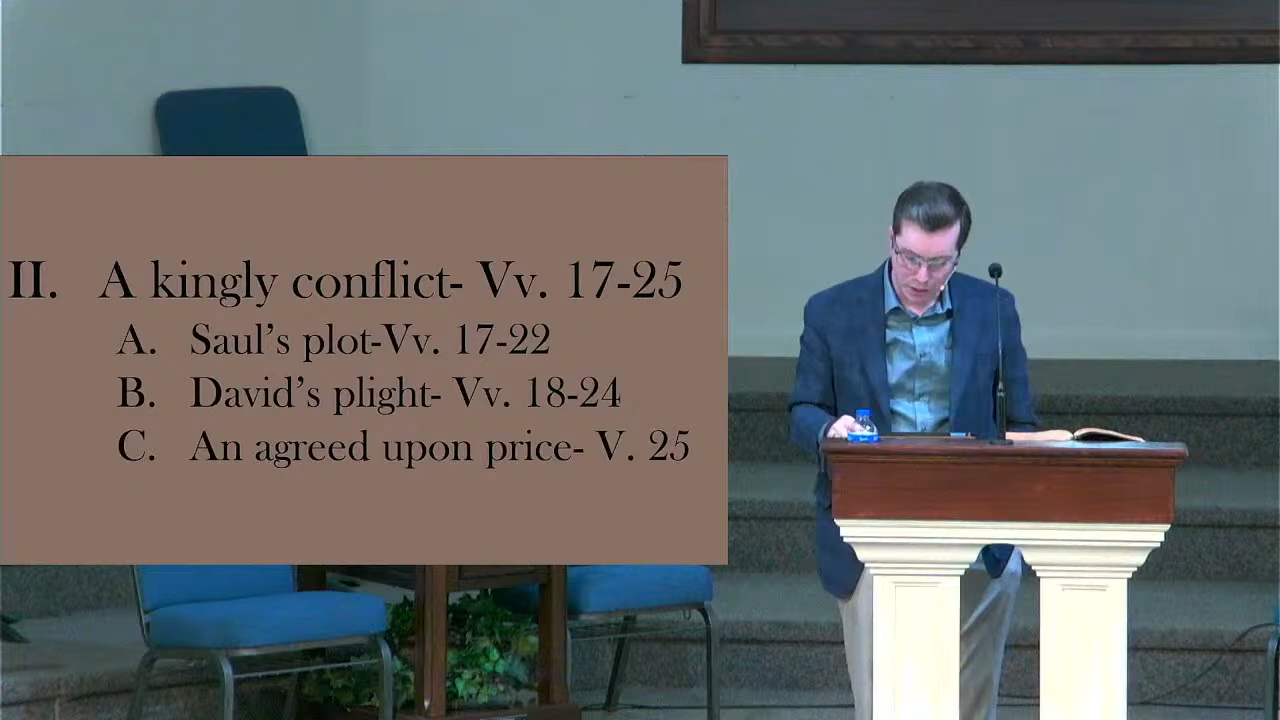 II. A kingly conflict- Vv. 17-25
A. Saul's plot-Vv. 17-22
B. David's plight- Vv. 18-24
C. An agreed upon price- V. 25